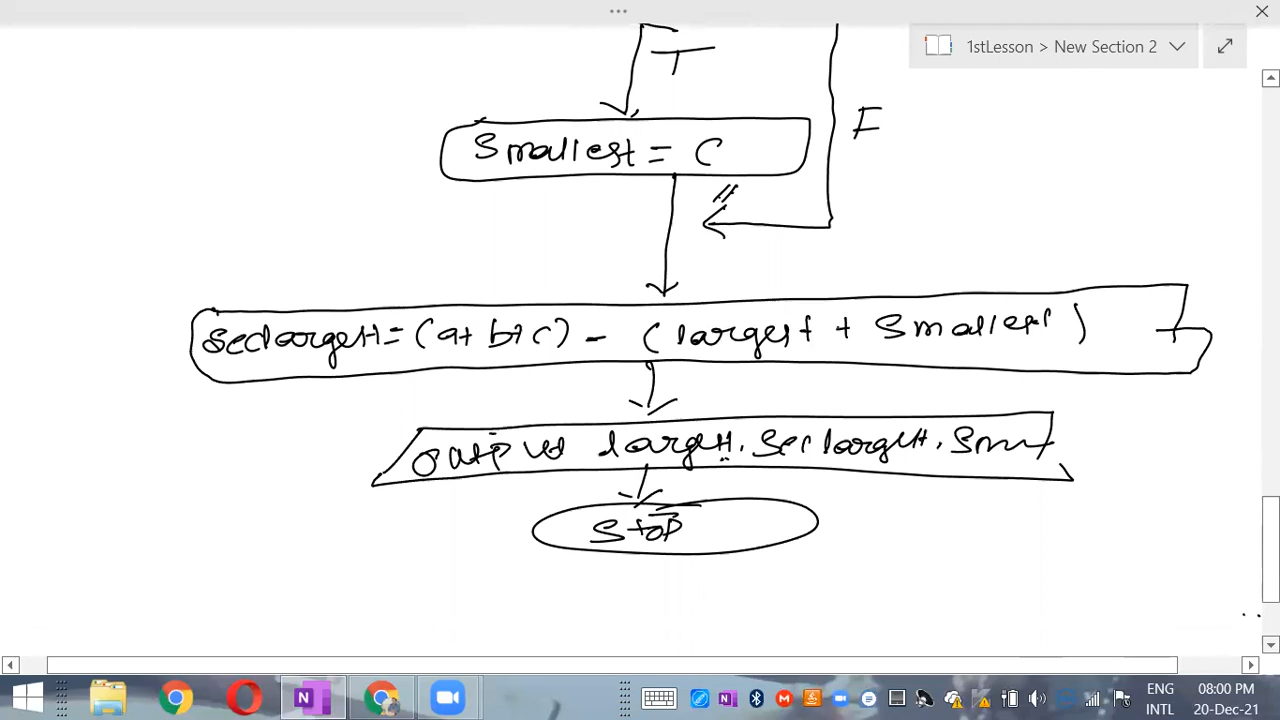 1stLesson > New Section 2
T
F
Smallest = C
Seclargest = (a+b+c) - (largest + Smallest)
output largest, Seclargest, Smst
Stop
ENG
INTL
08:00 PM
20-Dec-21